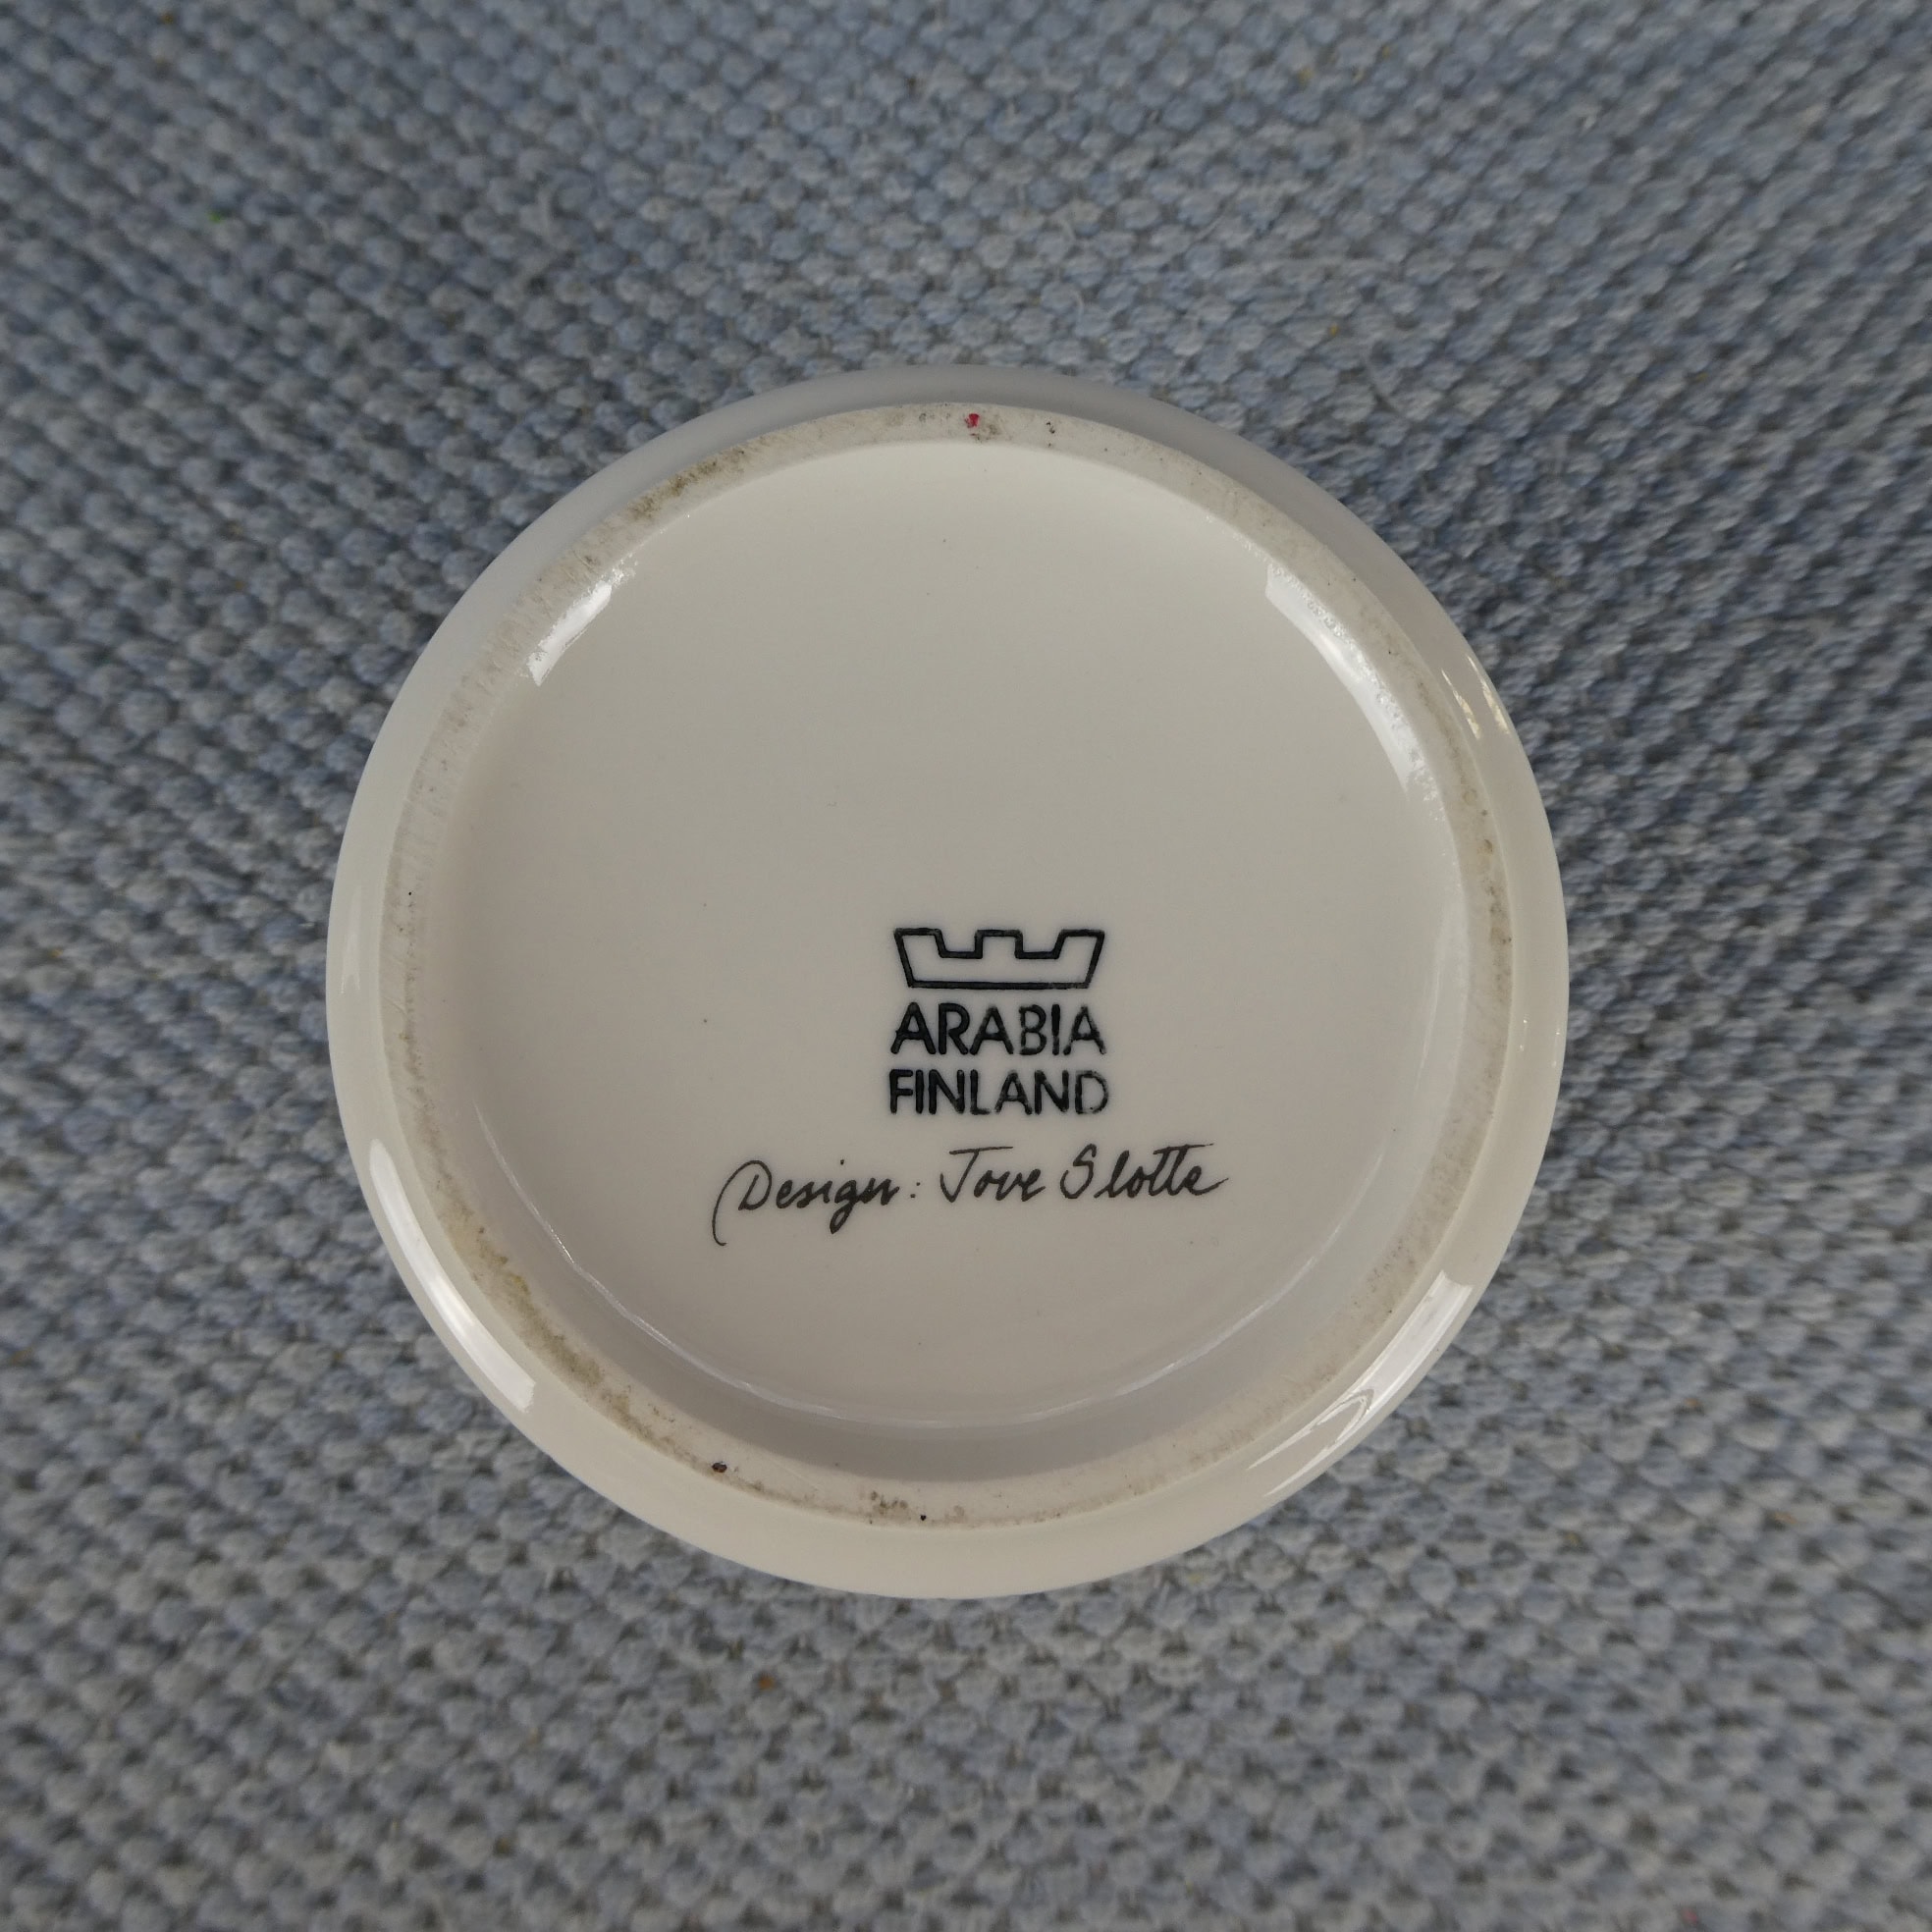 ARABIA
FINLAND
Design: Tove Slotte